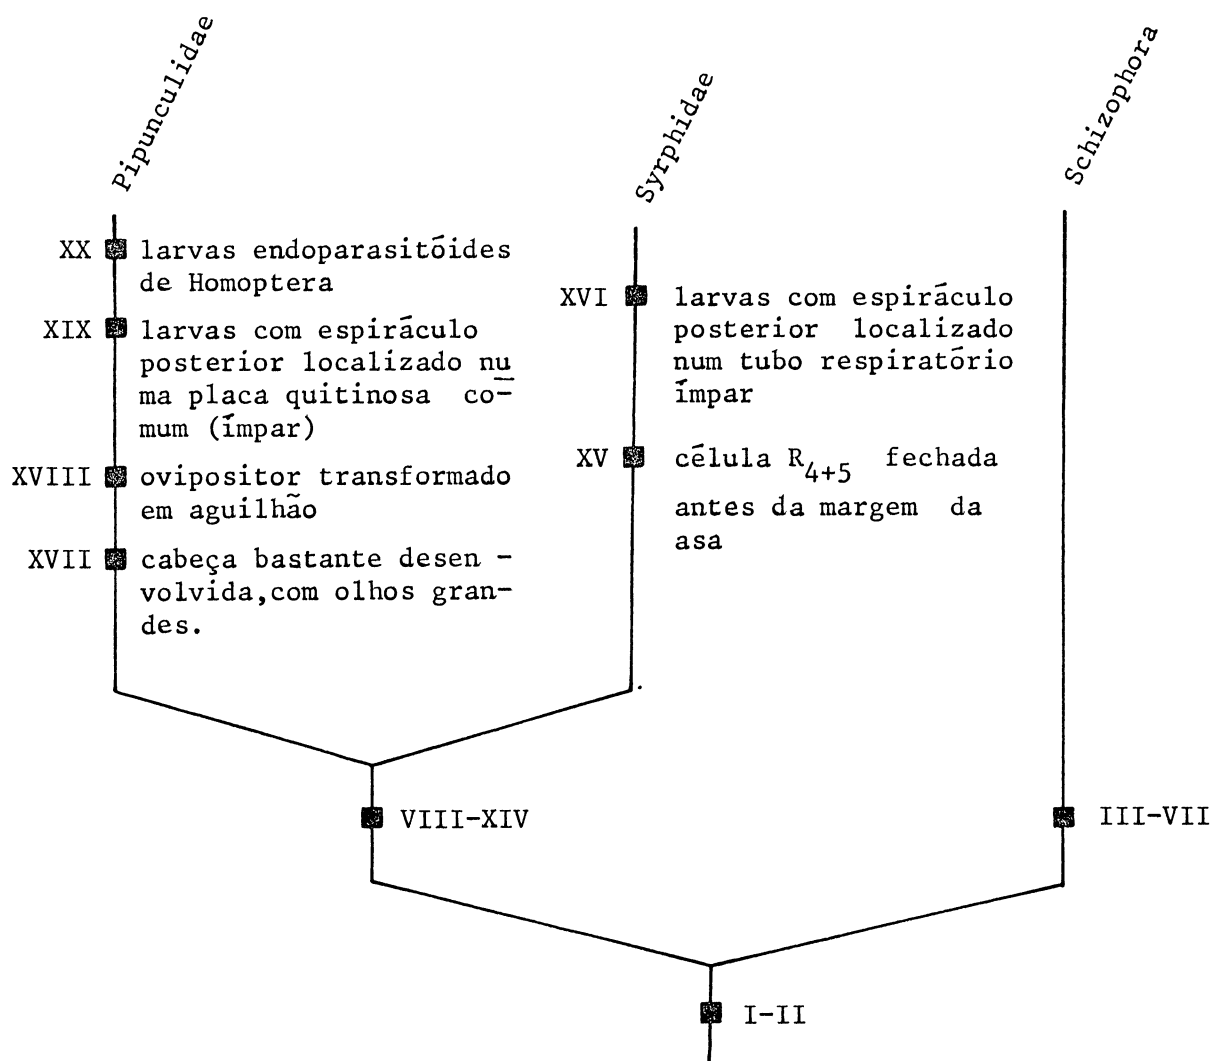 Pipunculidae
Syrphidae
Schizophora
XX larvas endoparasitóides
de Homoptera
XIX larvas com espiráculo
posterior localizado nu
ma placa quitinosa co-
mum (ímpar)
XVIII ovipositor transformado
em aguilhão
XVII cabeça bastante desen-
volvida,com olhos gran-
des.
XVI larvas com espiráculo
posterior localizado
num tubo respiratório
ímpar
XV célula R4+5 fechada
antes da margem da
asa
VIII-XIV
III-VII
I-II